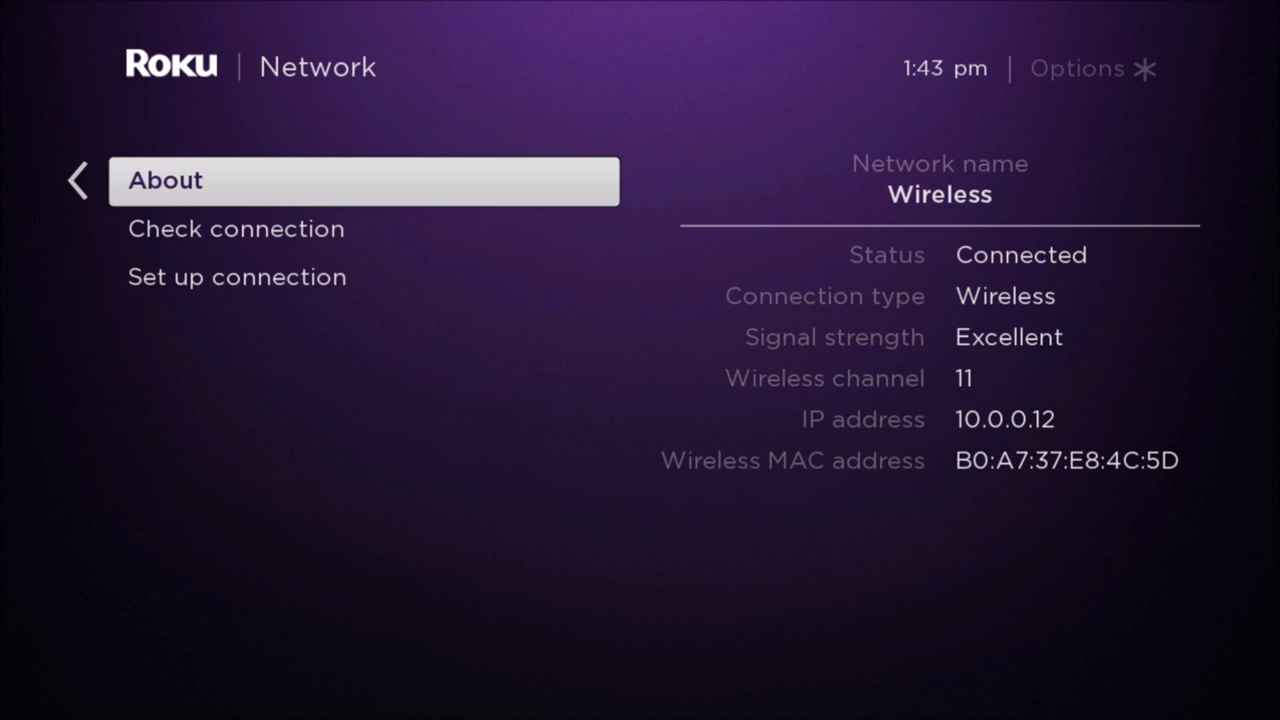 Roku | Network
1:43 pm | Options
About
Check connection
Set up connection
Network name
Wireless
Status Connected
Connection type Wireless
Signal strength Excellent
Wireless channel 11
IP address 10.0.0.12
Wireless MAC address B0:A7:37:E8:4C:5D